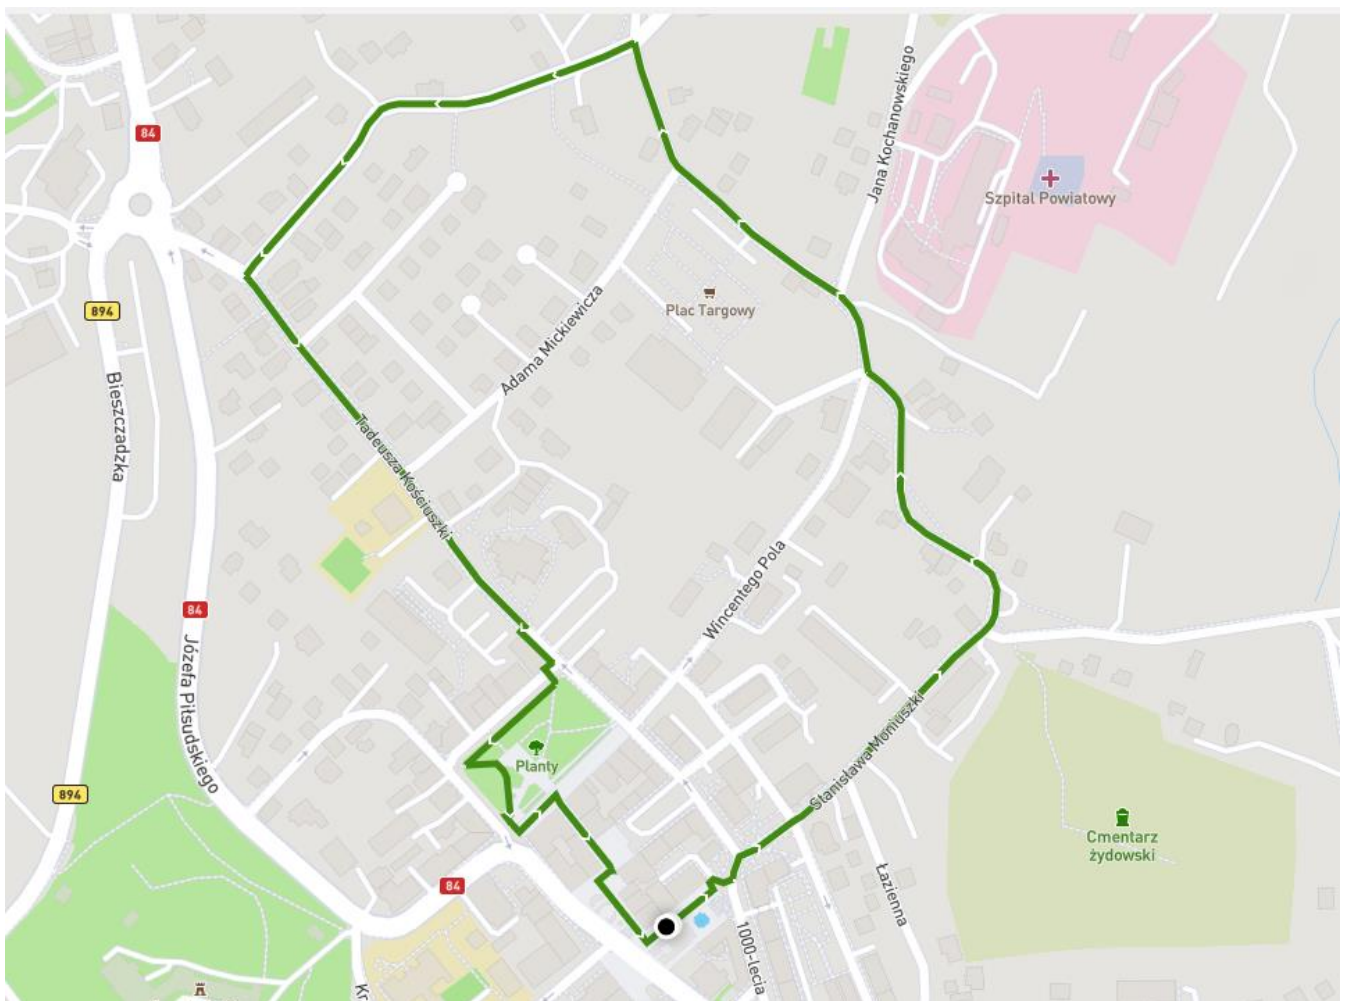 84
Jana Kochanowskiego
Szpital Powiatowy
894
Plac Targowy
Adama Mickiewicza
Bieszczadzka
Tadeusza Kościuszki
Wincentego Pola
84
Józefa Piłsudskiego
Stanisława Moniuszki
Planty
894
Cmentarz
żydowski
84
Łazienna
1000-lecia
Kr